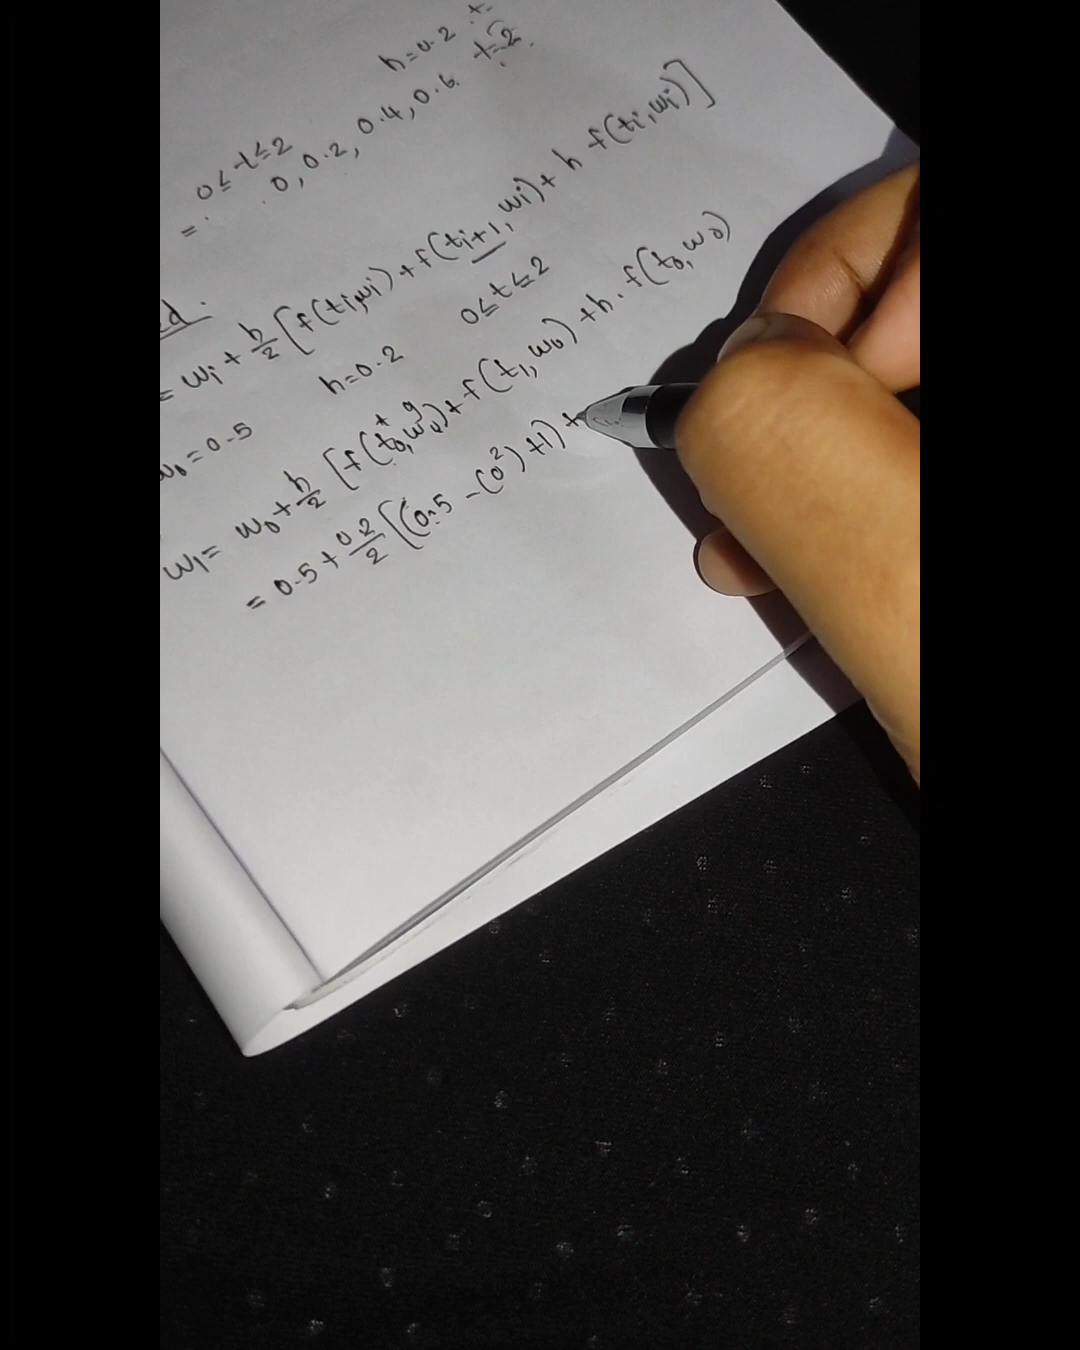 h=0.2
0≤t≤2
= 0, 0.2, 0.4, 0.6 t=2.
ed.
= wi + h/2 [f(ti,wi) + f(ti+1, wi) + h f(ti,wi)]
w0=0.5 h=0.2 0≤t≤2
w1= w0 + h/2 [f(t0,w0) + f(t1,w0) + h. f(t0,w0)
t y
= 0.5 + 0.2/2 [(0.5 - (0²)+1) +